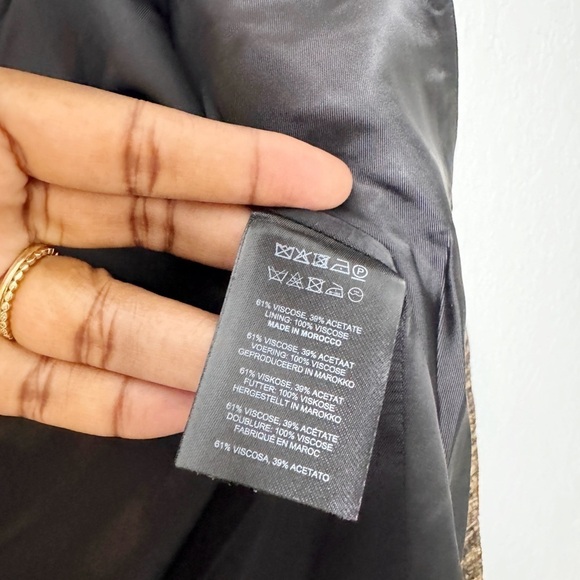 P
61% VISCOSE, 39% ACETATE
LINING: 100% VISCOSE
MADE IN MOROCCO
61% VISCOSE, 39% ACETAAT
VOERING: 100% VISCOSE
GEPRODUCEERD IN MAROKKO
61% VISKOSE, 39% ACETAT
FUTTER: 100% VISKOSE
HERGESTELLT IN MAROKKO
61% VISCOSE, 39% ACÉTATE
DOUBLURE: 100% VISCOSE
FABRIQUÉ EN MAROC
61% VISCOSA, 39% ACETATO